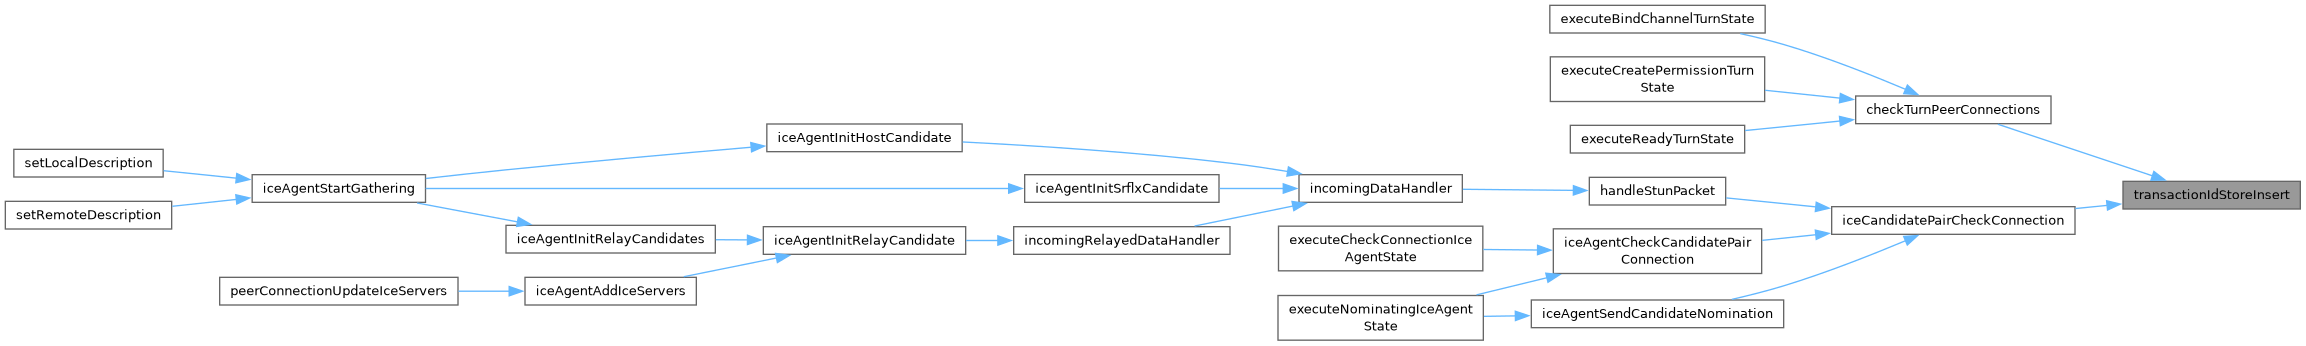 executeBindChannelTurnState
executeCreatePermissionTurn
State
checkTurnPeerConnections
executeReadyTurnState
iceAgentInitHostCandidate
setLocalDescription
iceAgentStartGathering
iceAgentInitSrflxCandidate
incomingDataHandler
handleStunPacket
transactionIdStoreInsert
setRemoteDescription
iceCandidatePairCheckConnection
iceAgentInitRelayCandidates
iceAgentInitRelayCandidate
incomingRelayedDataHandler
executeCheckConnectionIce
AgentState
iceAgentCheckCandidatePair
Connection
peerConnectionUpdateIceServers
iceAgentAddIceServers
executeNominatingIceAgent
State
iceAgentSendCandidateNomination